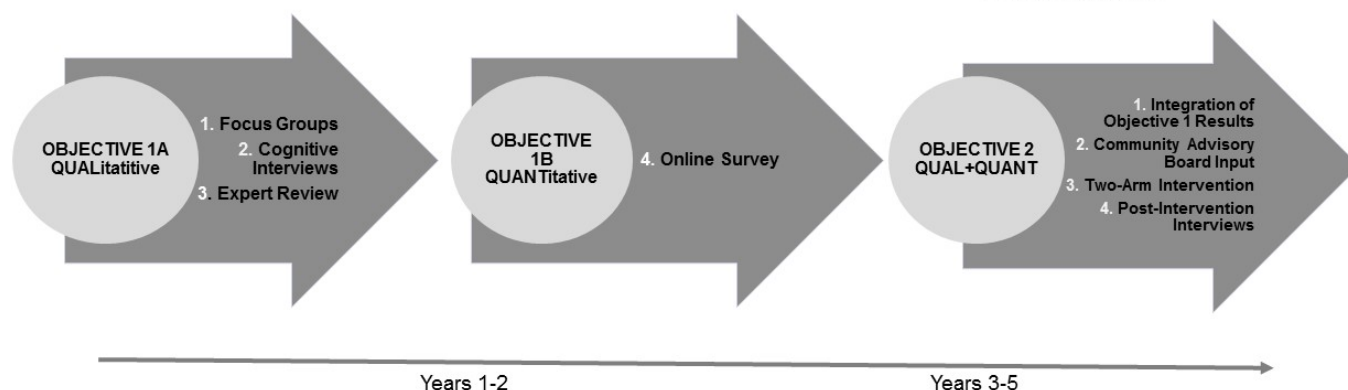 OBJECTIVE 1A
QUALitatitive
1. Focus Groups
2. Cognitive
Interviews
3. Expert Review
OBJECTIVE
1B
QUANTitative
4. Online Survey
OBJECTIVE 2
QUAL+QUANT
1. Integration of
Objective 1 Results
2. Community Advisory
Board Input
3. Two-Arm Intervention
4. Post-Intervention
Interviews
Years 1-2
Years 3-5